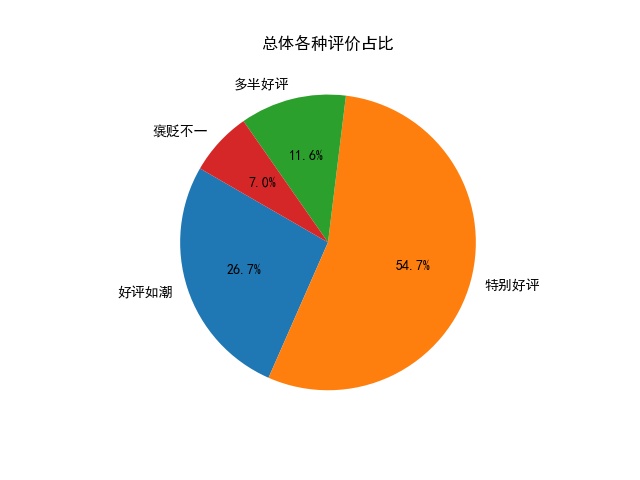 总体各种评价占比
多半好评
褒贬不一
11.6%
7.0%
54.7%
26.7%
特别好评
好评如潮